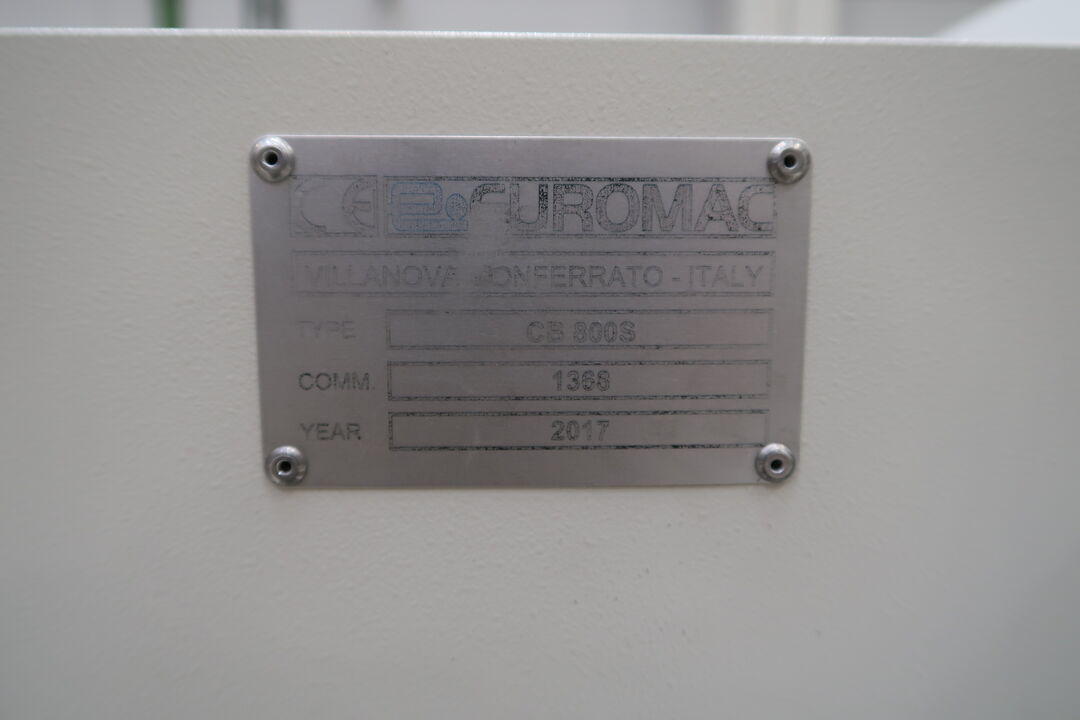 CE EUROMAC
VILLANOVA MONFERRATO - ITALY
TYPE CB 800S
COMM. 1368
YEAR 2017